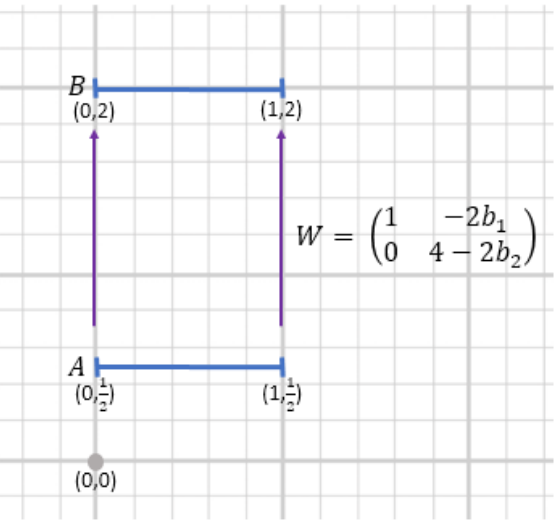 B
(0,2) (1,2)
W = (1 −2b₁
0 4 − 2b₂)
A
(0,½) (1,½)
(0,0)